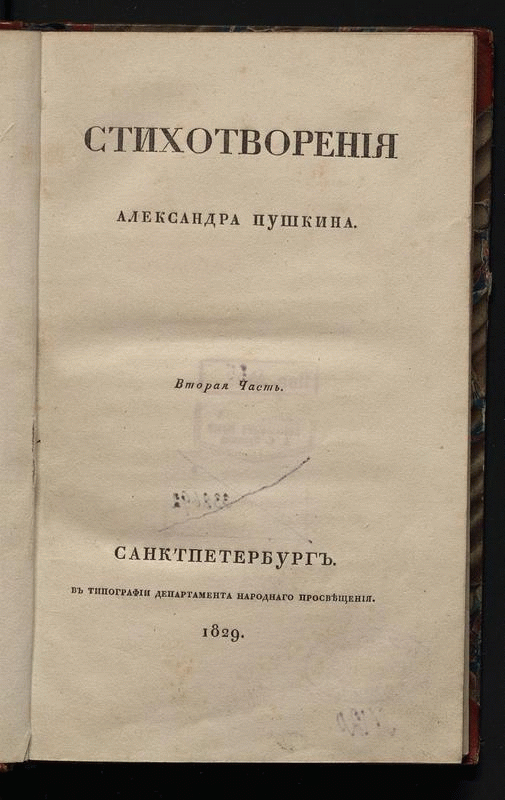 СТИХОТВОРЕНІЯ
АЛЕКСАНДРА ПУШКИНА.
Вторая Часть.
САНКТПЕТЕРБУРГЪ.
ВЪ ТИПОГРАФІИ ДЕПАРТАМЕНТА НАРОДНАГО ПРОСВѢЩЕНІЯ.
1829.